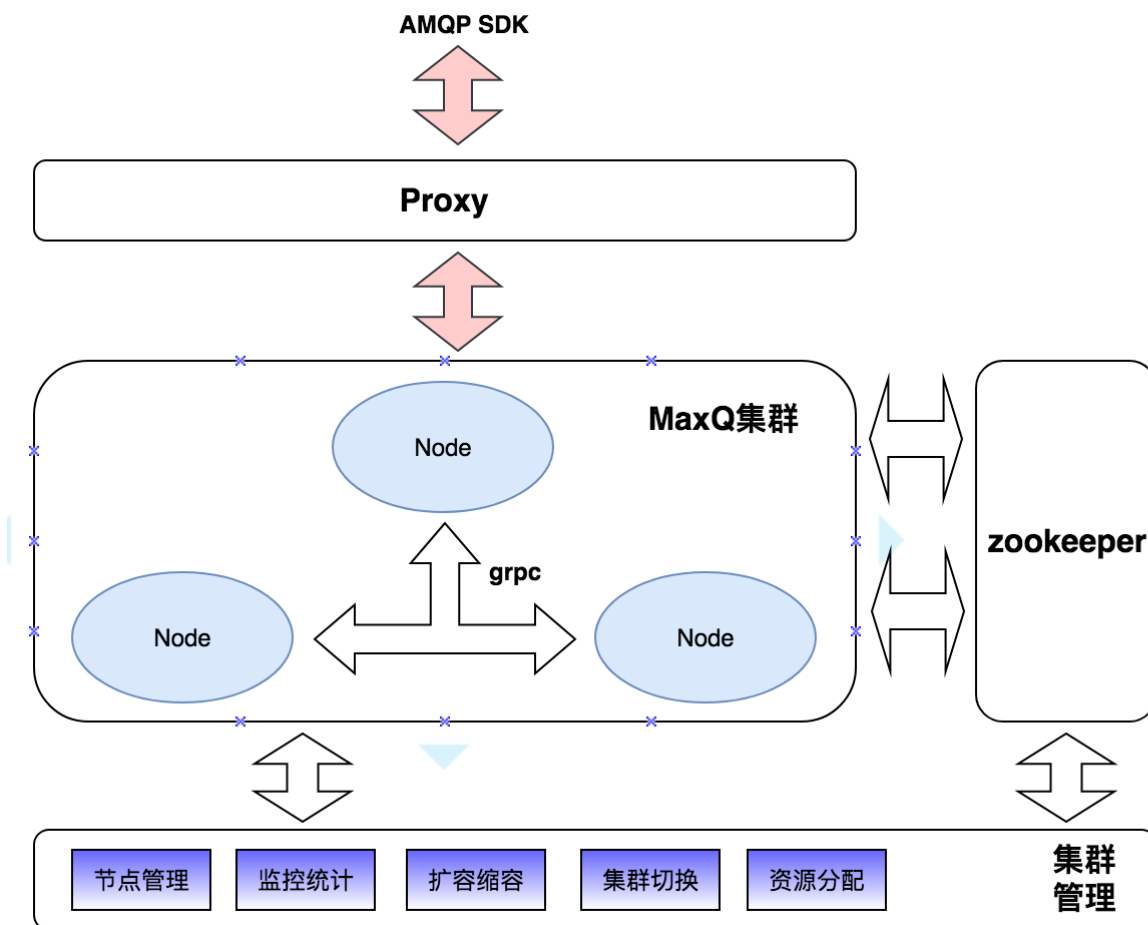 AMQP SDK
Proxy
MaxQ集群
Node
grpc
Node
Node
zookeeper
节点管理
监控统计
扩容缩容
集群切换
资源分配
集群
管理